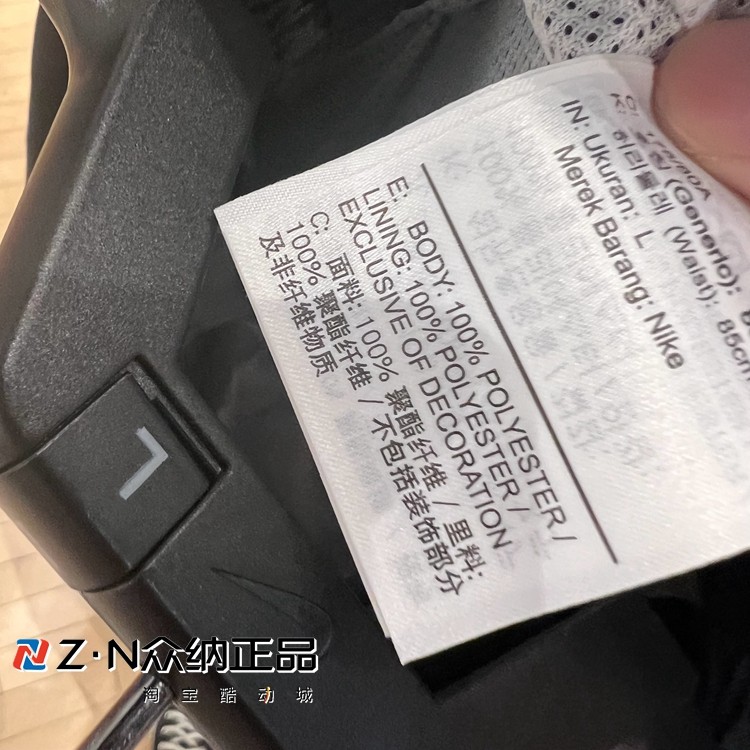 허리둘레 (Waist): 85cm
IN: Ukuran: L
Merek Barang: Nike
E: BODY: 100% POLYESTER /
LINING: 100% POLYESTER /
EXCLUSIVE OF DECORATION
C: 面料: 100% 聚酯纤维 / 里料:
100% 聚酯纤维 / 不包括装饰部分
及非纤维物质
L
Z·N众纳正品
淘宝酷动城